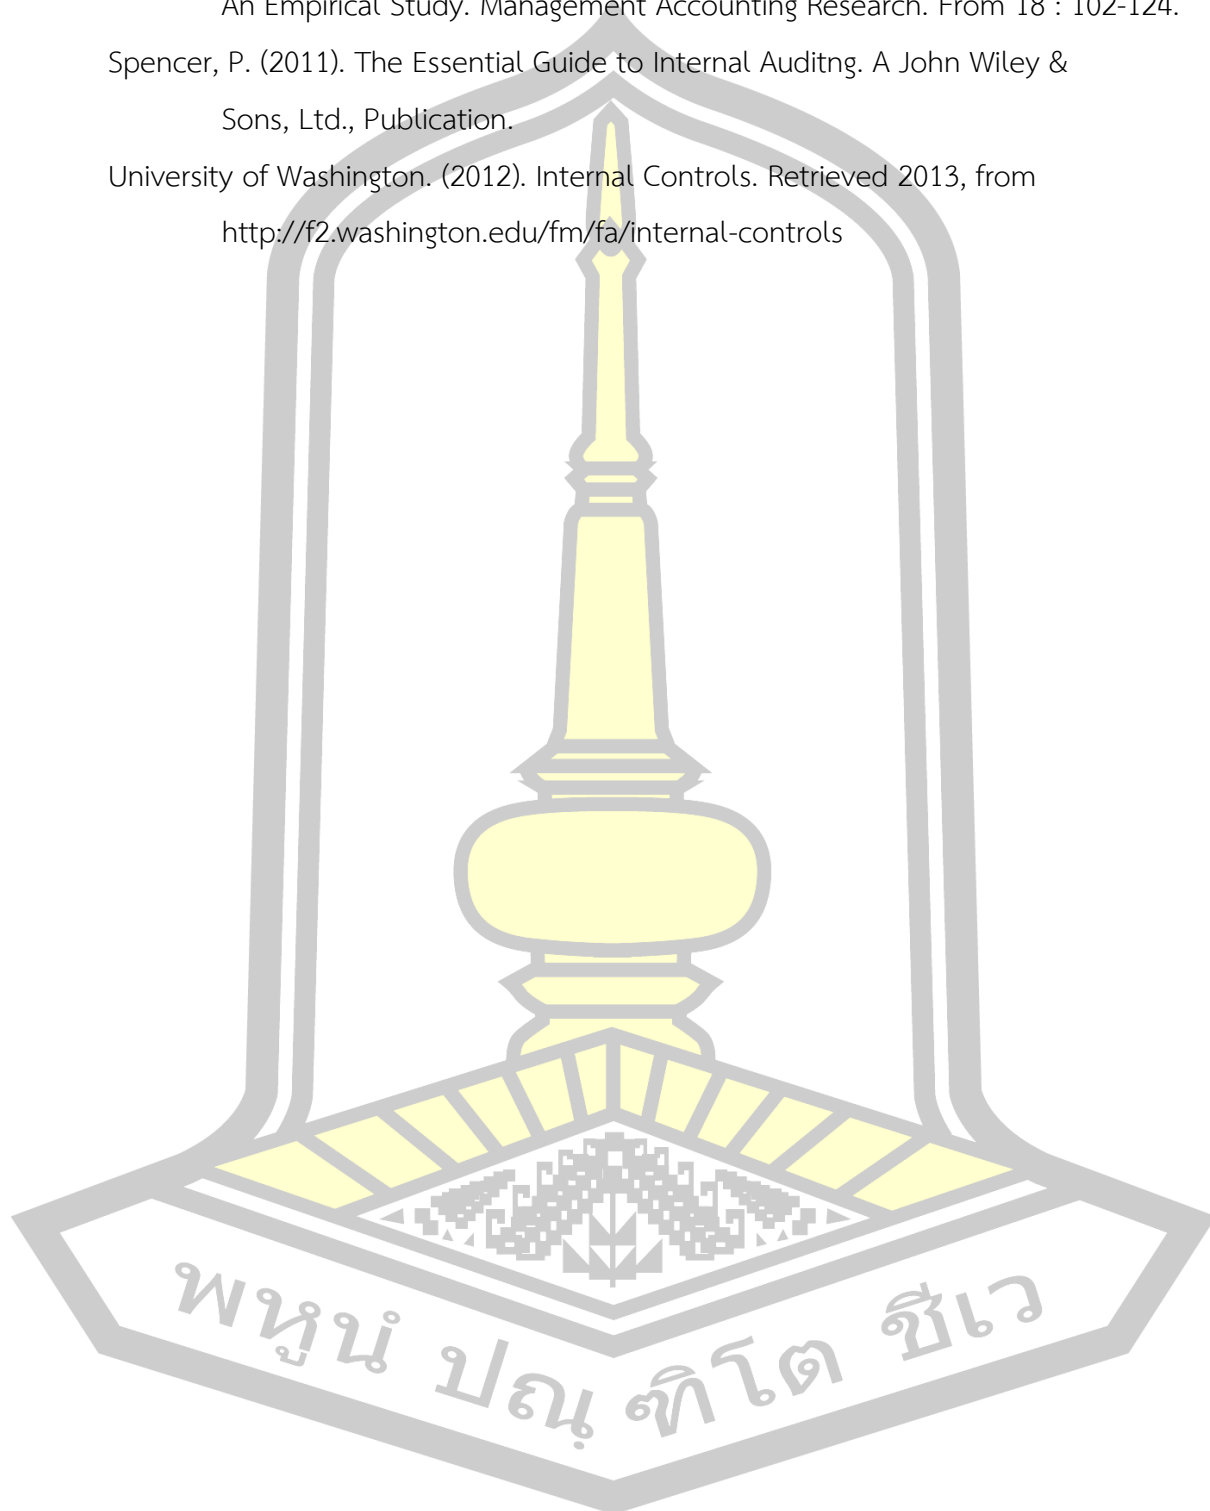 An Empirical Study. Management Accounting Research. From 18 : 102-124.
Spencer, P. (2011). The Essential Guide to Internal Auditng. A John Wiley &
Sons, Ltd., Publication.
University of Washington. (2012). Internal Controls. Retrieved 2013, from
http://f2.washington.edu/fm/fa/internal-controls
พหูนํ ปณฺ ฑิโต ชีเว